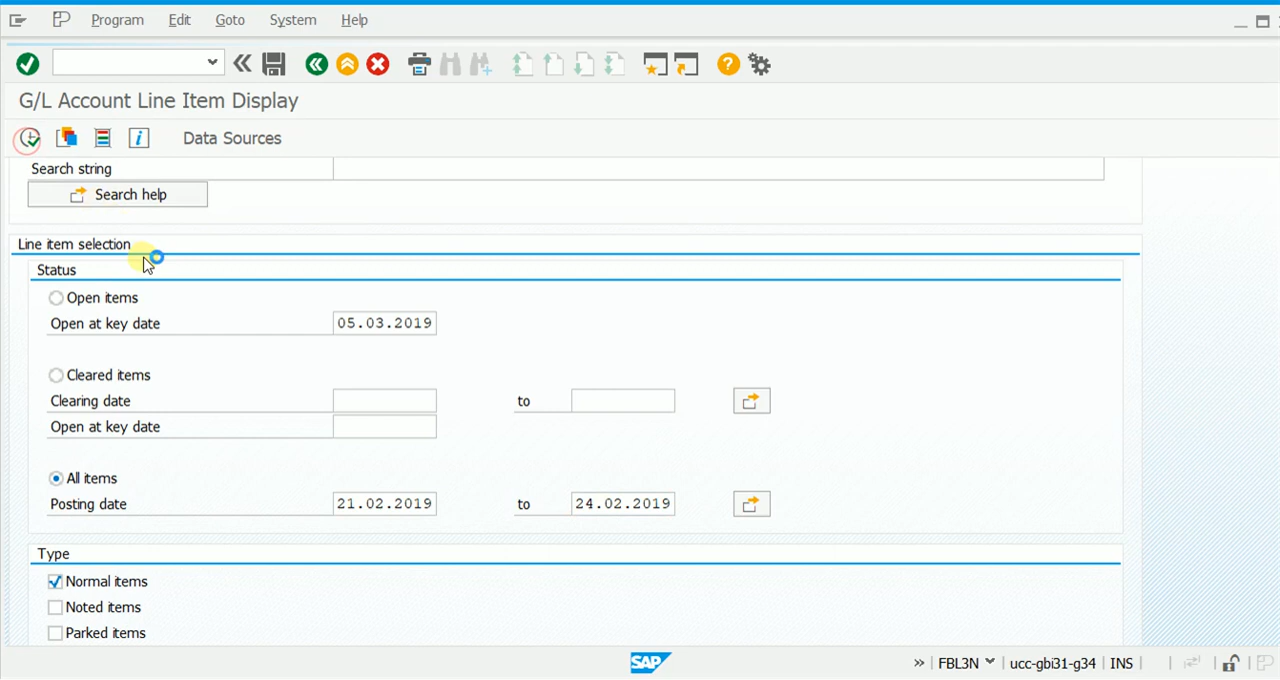 Program Edit Goto System Help
G/L Account Line Item Display
Data Sources
Search string
Search help
Line item selection
Status
Open items
Open at key date 05.03.2019
Cleared items
Clearing date to
Open at key date
All items
Posting date 21.02.2019 to 24.02.2019
Type
Normal items
Noted items
Parked items
SAP » FBL3N ucc-gbi31-g34 INS